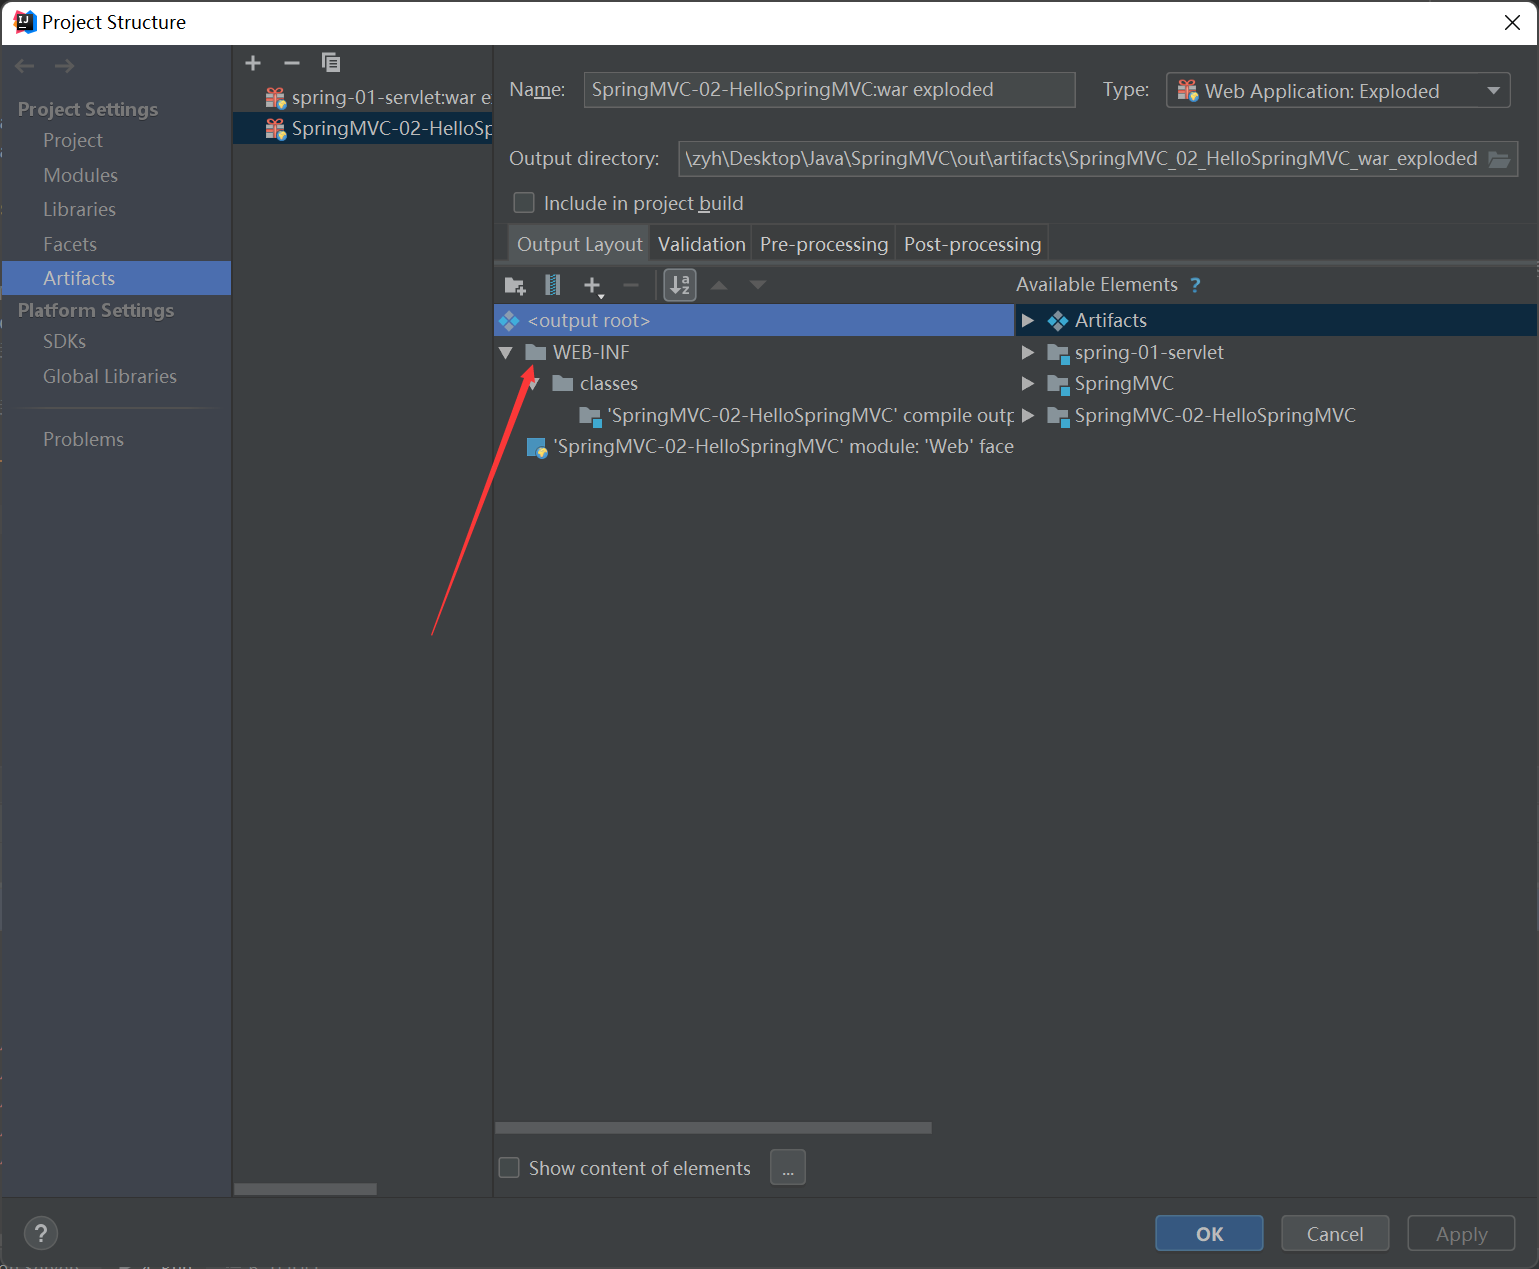 Project Structure
Project Settings
Project
Modules
Libraries
Facets
Artifacts
Platform Settings
SDKs
Global Libraries
Problems
spring-01-servlet:war e
SpringMVC-02-HelloSp
Name: SpringMVC-02-HelloSpringMVC:war exploded
Type: Web Application: Exploded
Output directory: \zyh\Desktop\Java\SpringMVC\out\artifacts\SpringMVC_02_HelloSpringMVC_war_exploded
Include in project build
Output Layout Validation Pre-processing Post-processing
<output root>
WEB-INF
classes
'SpringMVC-02-HelloSpringMVC' compile outp
'SpringMVC-02-HelloSpringMVC' module: 'Web' face
Available Elements ?
Artifacts
spring-01-servlet
SpringMVC
SpringMVC-02-HelloSpringMVC
Show content of elements ...
? OK Cancel Apply